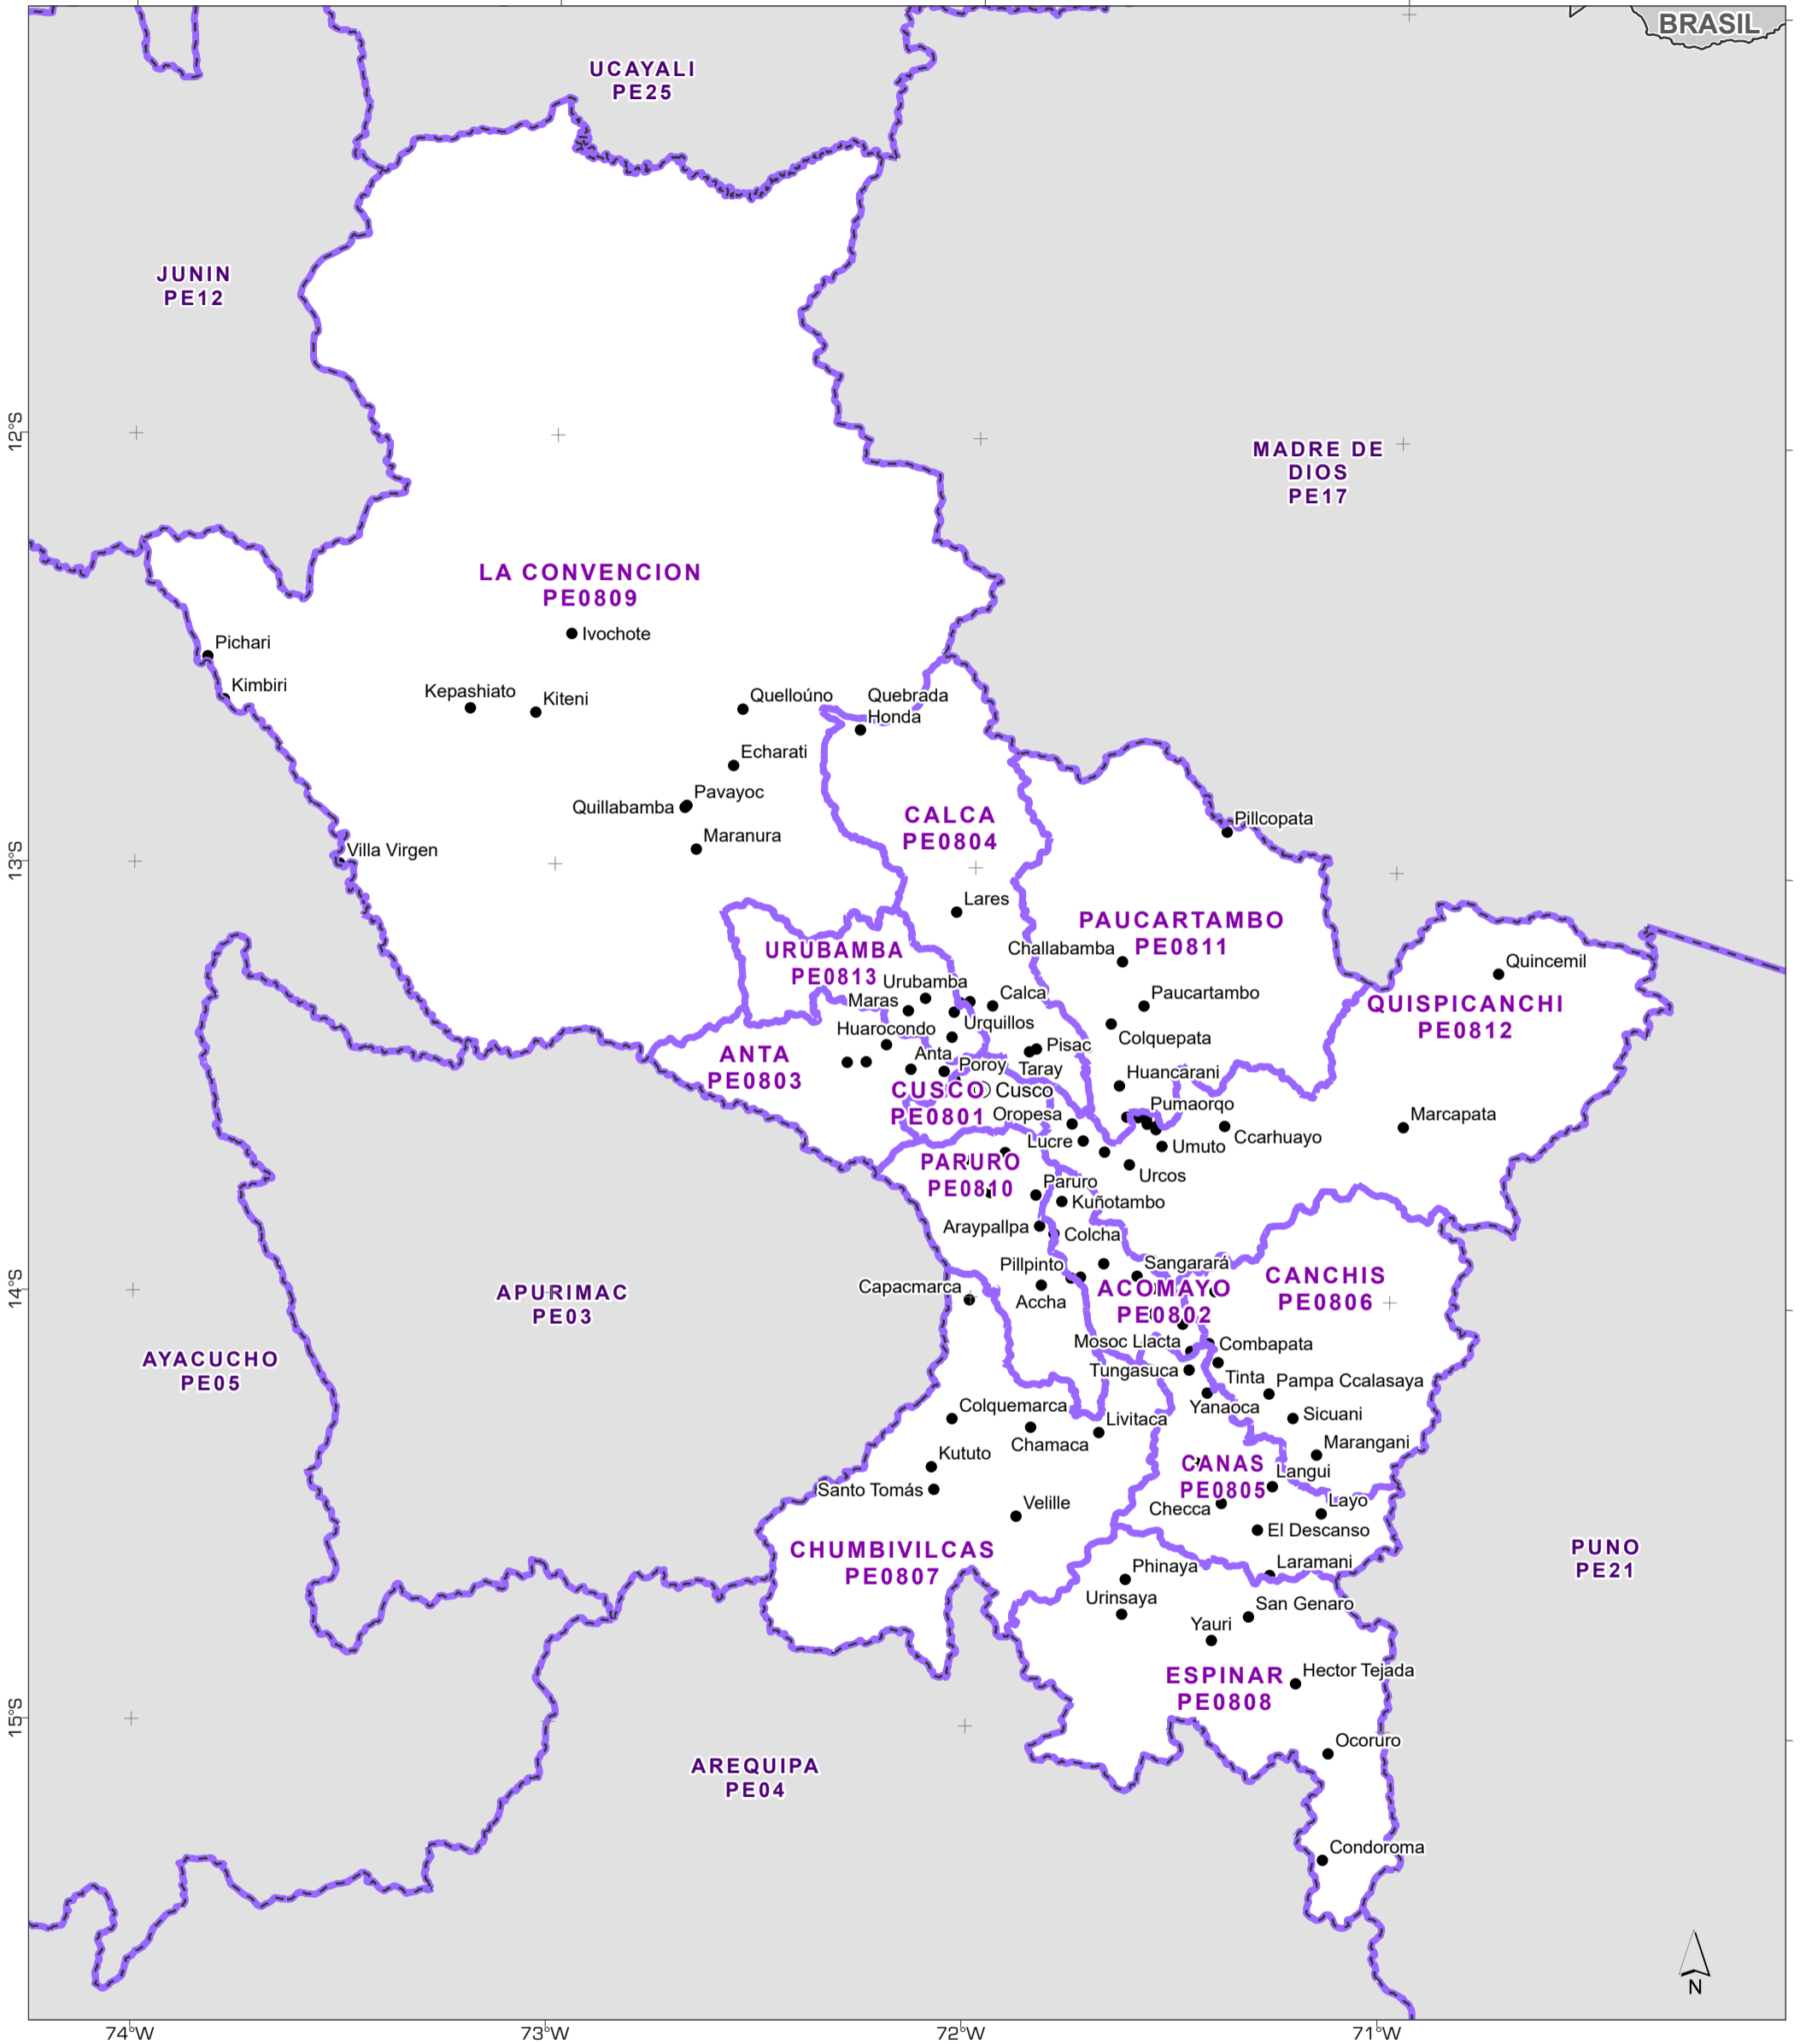 BRASIL
UCAYALI
PE25
JUNIN
PE12
12°S
MADRE DE
DIOS
PE17
LA CONVENCION
PE0809
Ivochote
Pichari
Kimbiri
Kepashiato
Kiteni
Quelloúno
Quebrada
Honda
Echarati
Pavayoc
Quillabamba
CALCA
PE0804
Pillcopata
Maranura
Villa Virgen
13°S
Lares
PAUCARTAMBO
PE0811
Challabamba
URUBAMBA
PE0813
Quincemil
Urubamba
Calca
Paucartambo
Maras
QUISPICANCHI
PE0812
Urquillos
Huarocondo
Colquepata
Pisac
ANTA
PE0803
Anta
Poroy
Taray
Huancarani
CUSCO
PE0801
Cusco
Pumaorqo
Oropesa
Marcapata
Lucre
Ccarhuayo
Umuto
PARURO
PE0810
Urcos
Paruro
Kuñotambo
Araypallpa
Colcha
Pillpinto
Sangarará
CANCHIS
PE0806
Capacmarca
ACOMAYO
PE0802
Accha
14°S
APURIMAC
PE03
Mosoc Llacta
Combapata
AYACUCHO
PE05
Tungasuca
Tinta
Pampa Ccalasaya
Yanaoca
Colquemarca
Livitaca
Sicuani
Chamaca
Marangani
Kututo
CANAS
PE0805
Langui
Santo Tomás
Layo
Velille
Checca
El Descanso
CHUMBIVILCAS
PE0807
PUNO
PE21
Laramani
Phinaya
Urinsaya
San Genaro
Yauri
Hector Tejada
ESPINAR
PE0808
15°S
Ocoruro
AREQUIPA
PE04
Condoroma
N
74°W
73°W
72°W
71°W